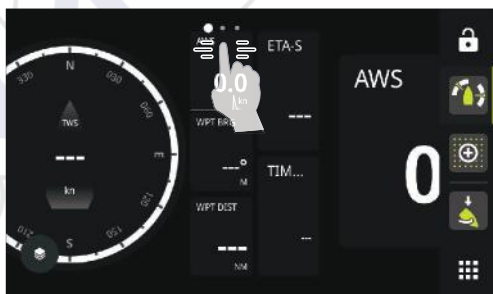 330
N
030
060
E
120
150
S
210
TWS
---
kn
AWS
0.0
kn
WPT BRG
---°
M
WPT DIST
---
NM
ETA-S
---
TIM...
---
AWS
0